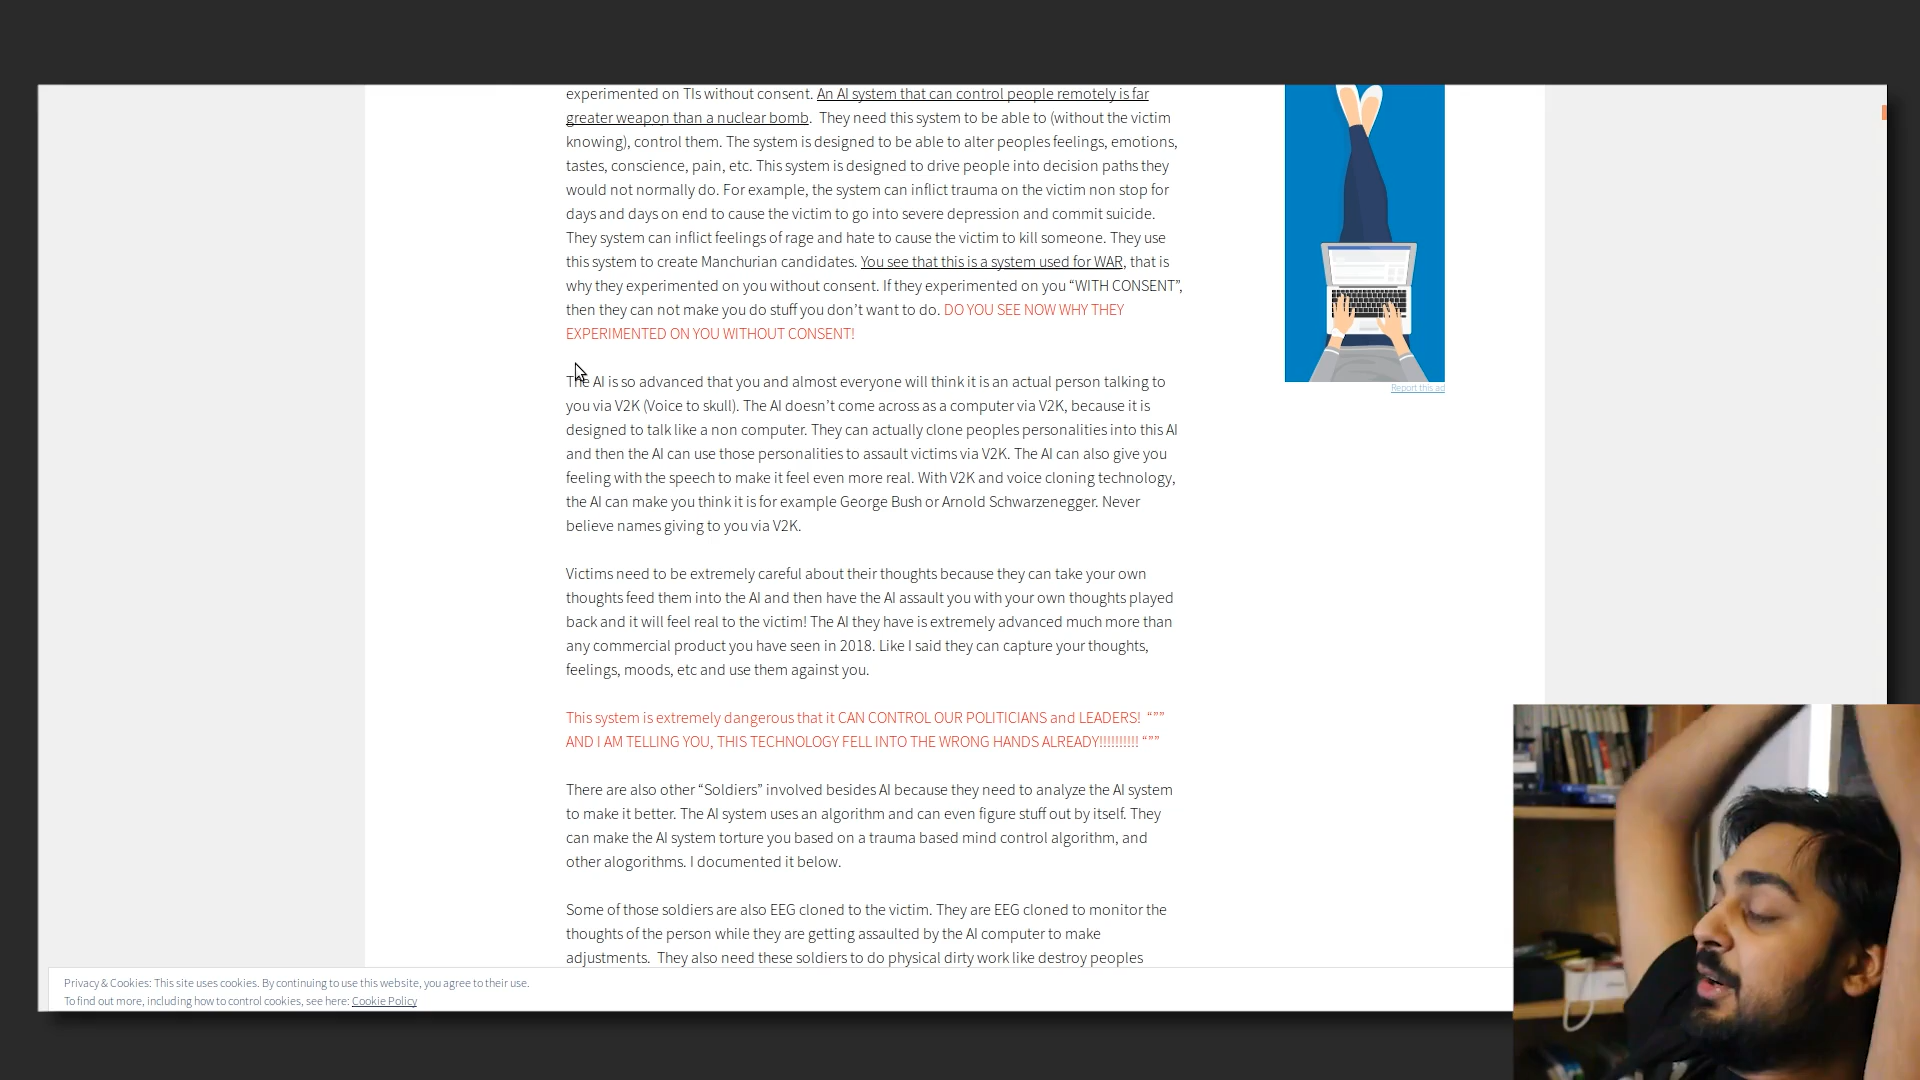 experimented on TIs without consent. An AI system that can control people remotely is far
greater weapon than a nuclear bomb.  They need this system to be able to (without the victim
knowing), control them. The system is designed to be able to alter peoples feelings, emotions,
tastes, conscience, pain, etc. This system is designed to drive people into decision paths they
would not normally do. For example, the system can inflict trauma on the victim non stop for
days and days on end to cause the victim to go into severe depression and commit suicide.
They system can inflict feelings of rage and hate to cause the victim to kill someone. They use
this system to create Manchurian candidates. You see that this is a system used for WAR, that is
why they experimented on you without consent. If they experimented on you “WITH CONSENT”,
then they can not make you do stuff you don’t want to do. DO YOU SEE NOW WHY THEY
EXPERIMENTED ON YOU WITHOUT CONSENT!
Report this ad
The AI is so advanced that you and almost everyone will think it is an actual person talking to
you via V2K (Voice to skull). The AI doesn’t come across as a computer via V2K, because it is
designed to talk like a non computer. They can actually clone peoples personalities into this AI
and then the AI can use those personalities to assault victims via V2K. The AI can also give you
feeling with the speech to make it feel even more real. With V2K and voice cloning technology,
the AI can make you think it is for example George Bush or Arnold Schwarzenegger. Never
believe names giving to you via V2K.
Victims need to be extremely careful about their thoughts because they can take your own
thoughts feed them into the AI and then have the AI assault you with your own thoughts played
back and it will feel real to the victim! The AI they have is extremely advanced much more than
any commercial product you have seen in 2018. Like I said they can capture your thoughts,
feelings, moods, etc and use them against you.
This system is extremely dangerous that it CAN CONTROL OUR POLITICIANS and LEADERS!  “””
AND I AM TELLING YOU, THIS TECHNOLOGY FELL INTO THE WRONG HANDS ALREADY!!!!!!!!!! “””
There are also other “Soldiers” involved besides AI because they need to analyze the AI system
to make it better. The AI system uses an algorithm and can even figure stuff out by itself. They
can make the AI system torture you based on a trauma based mind control algorithm, and
other alogorithms. I documented it below.
Some of those soldiers are also EEG cloned to the victim. They are EEG cloned to monitor the
thoughts of the person while they are getting assaulted by the AI computer to make
adjustments.  They also need these soldiers to do physical dirty work like destroy peoples
Privacy & Cookies: This site uses cookies. By continuing to use this website, you agree to their use.
To find out more, including how to control cookies, see here: Cookie Policy